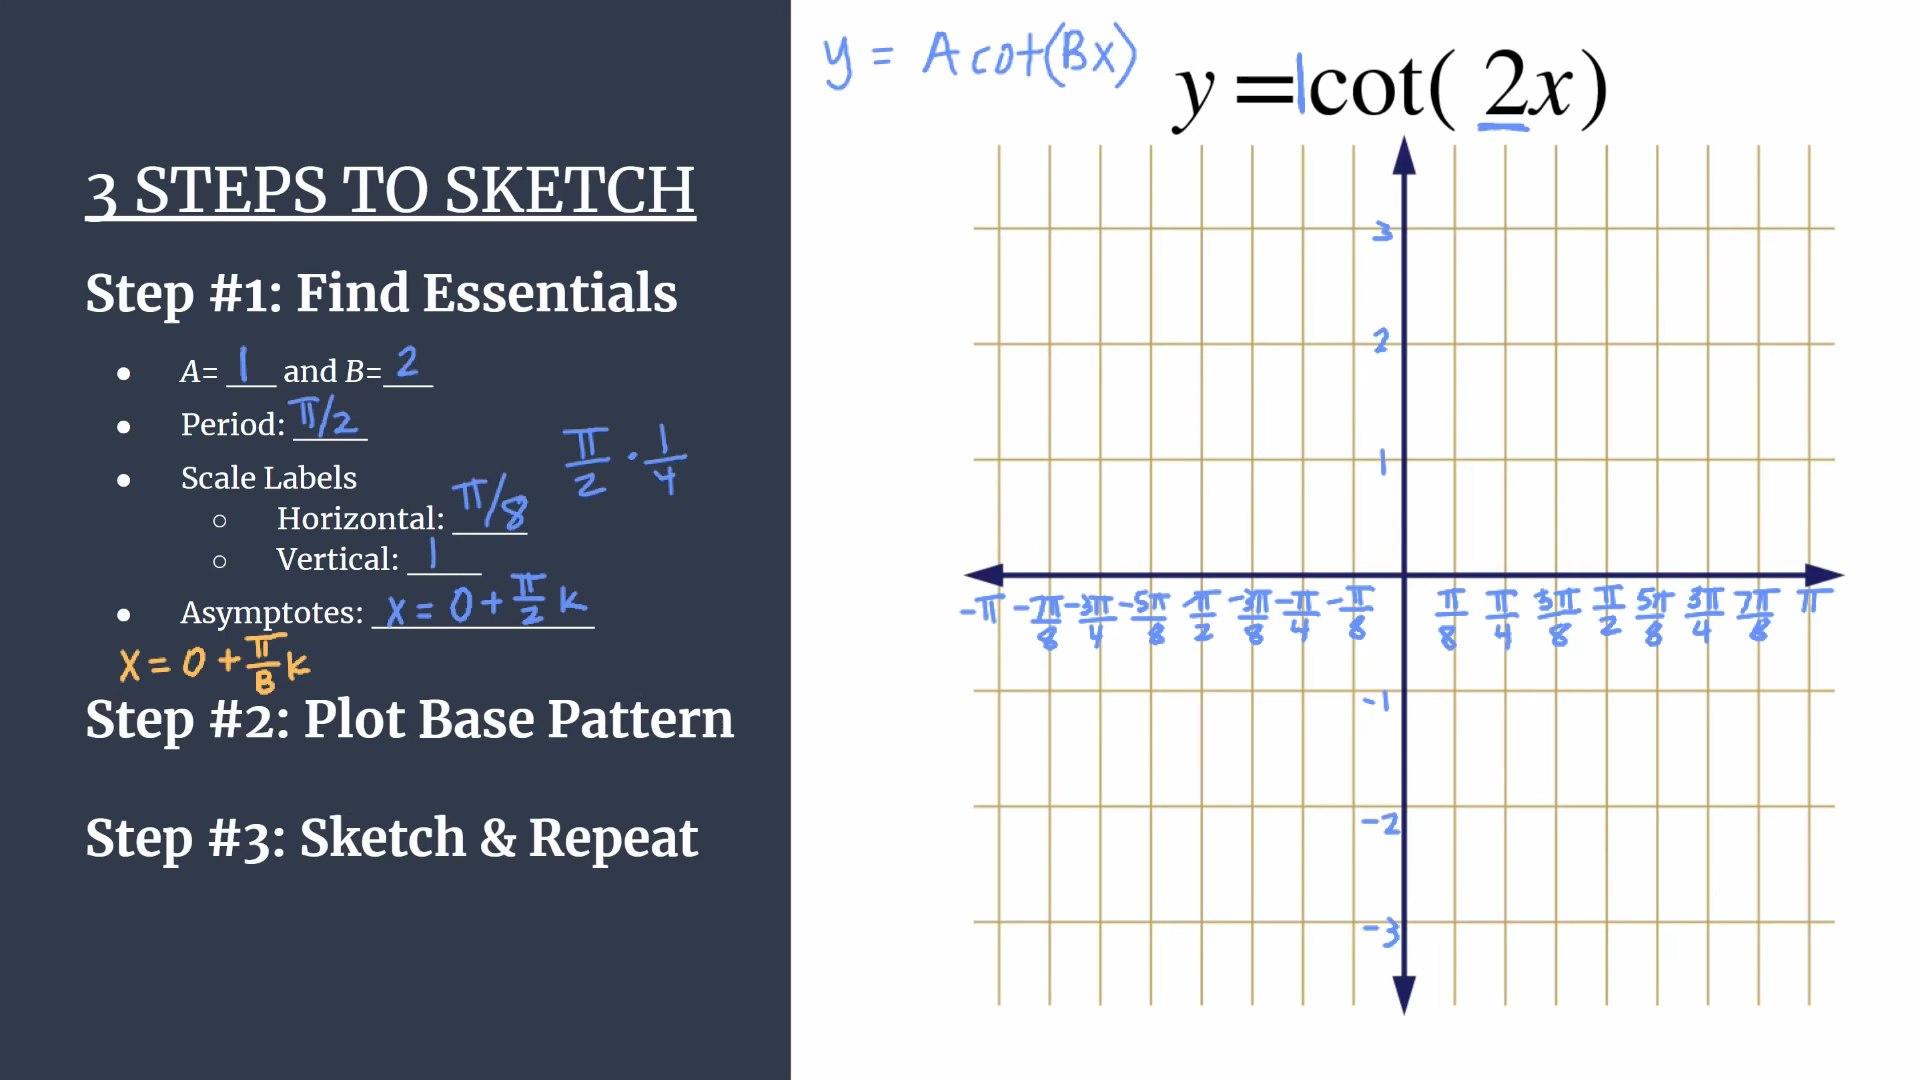 3 STEPS TO SKETCH
Step #1: Find Essentials
● A= 1 and B= 2
● Period: π/2
π/2 · 1/4
● Scale Labels
○ Horizontal: π/8
○ Vertical: 1
● Asymptotes: x = 0 + π/2 k
x = 0 + π/B k
Step #2: Plot Base Pattern
Step #3: Sketch & Repeat
y = A cot(Bx)
y = 1cot( 2x)
3
2
1
-π -7π/8 -3π/4 -5π/8 -π/2 -3π/8 -π/4 -π/8 π/8 π/4 3π/8 π/2 5π/8 3π/4 7π/8 π
-1
-2
-3